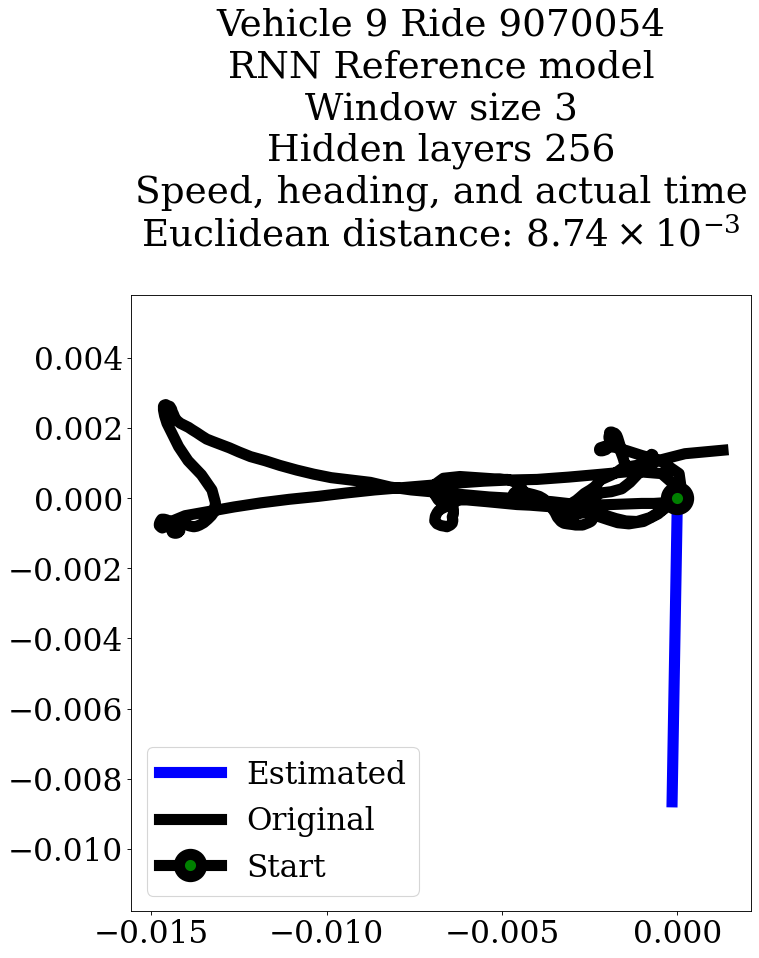 Vehicle 9 Ride 9070054
RNN Reference model
Window size 3
Hidden layers 256
Speed, heading, and actual time
Euclidean distance: 8.74 × 10⁻³
0.004
0.002
0.000
−0.002
−0.004
−0.006
−0.008
−0.010
Estimated
Original
Start
−0.015
−0.010
−0.005
0.000